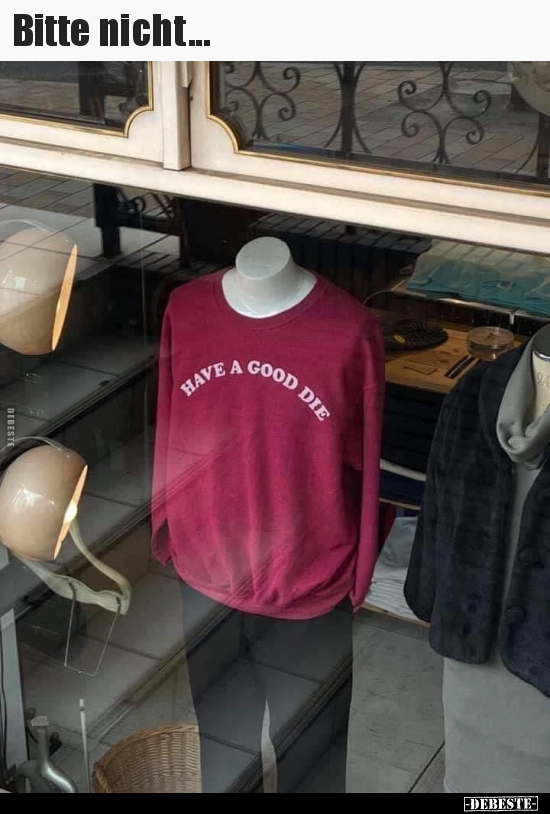 Bitte nicht...
HAVE A GOOD DIE
DEBESTE
-DEBESTE-